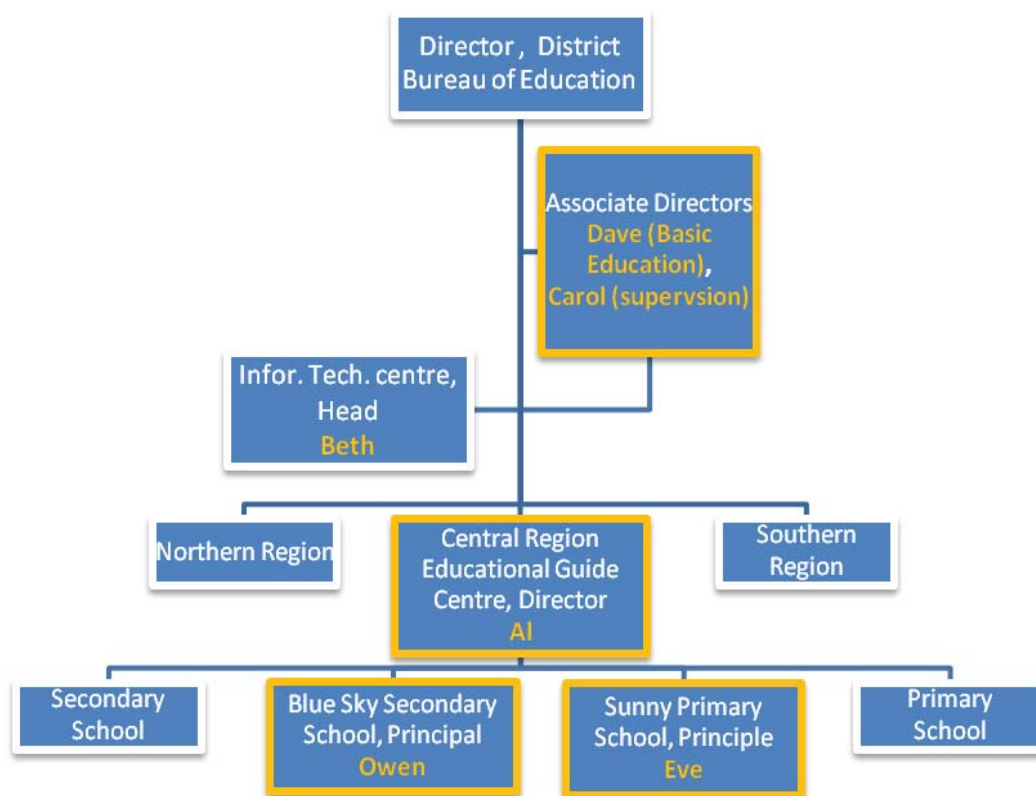 Director , District
Bureau of Education
Associate Directors
Dave (Basic
Education),
Carol (supervsion)
Infor. Tech. centre,
Head
Beth
Northern Region
Central Region
Educational Guide
Centre, Director
Al
Southern
Region
Secondary
School
Blue Sky Secondary
School, Principal
Owen
Sunny Primary
School, Principle
Eve
Primary
School